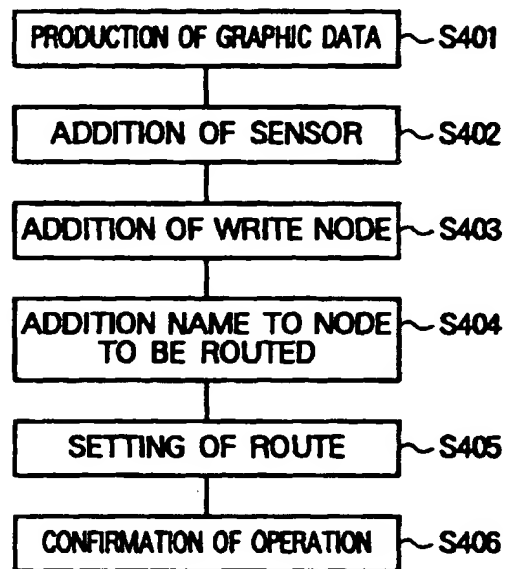 PRODUCTION OF GRAPHIC DATA ~ S401
ADDITION OF SENSOR ~ S402
ADDITION OF WRITE NODE ~ S403
ADDITION NAME TO NODE ~ S404
TO BE ROUTED
SETTING OF ROUTE ~ S405
CONFIRMATION OF OPERATION ~ S406